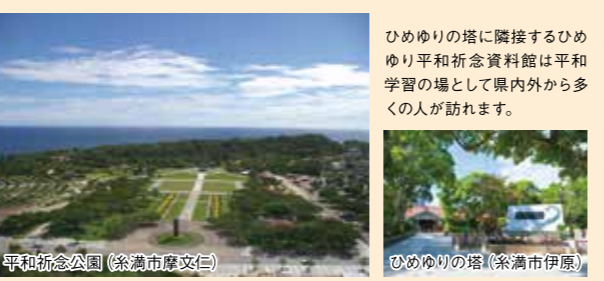 ひめゆりの塔に隣接するひめ
ゆり平和祈念資料館は平和
学習の場として県内外から多
くの人が訪れます。
平和祈念公園（糸満市摩文仁）
ひめゆりの塔（糸満市伊原）